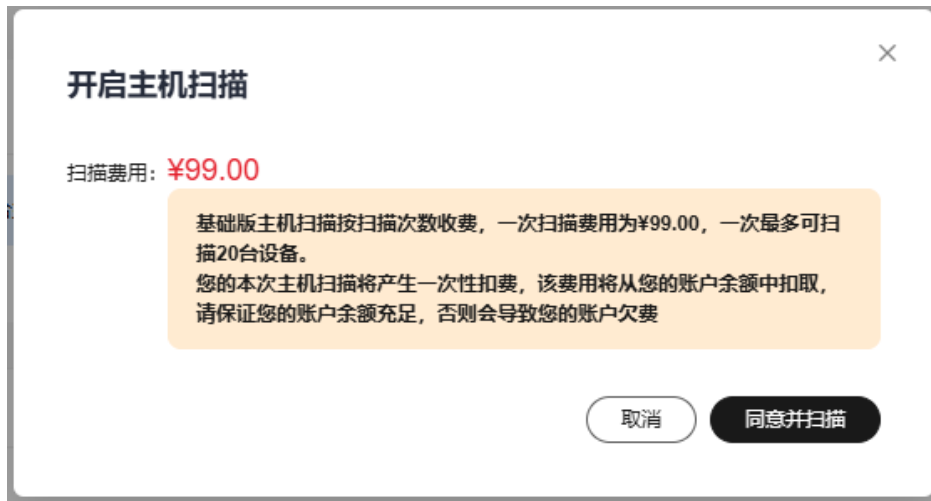 开启主机扫描
扫描费用：¥99.00
基础版主机扫描按扫描次数收费，一次扫描费用为¥99.00，一次最多可扫
描20台设备。
您的本次主机扫描将产生一次性扣费，该费用将从您的账户余额中扣取，
请保证您的账户余额充足，否则会导致您的账户欠费
取消
同意并扫描